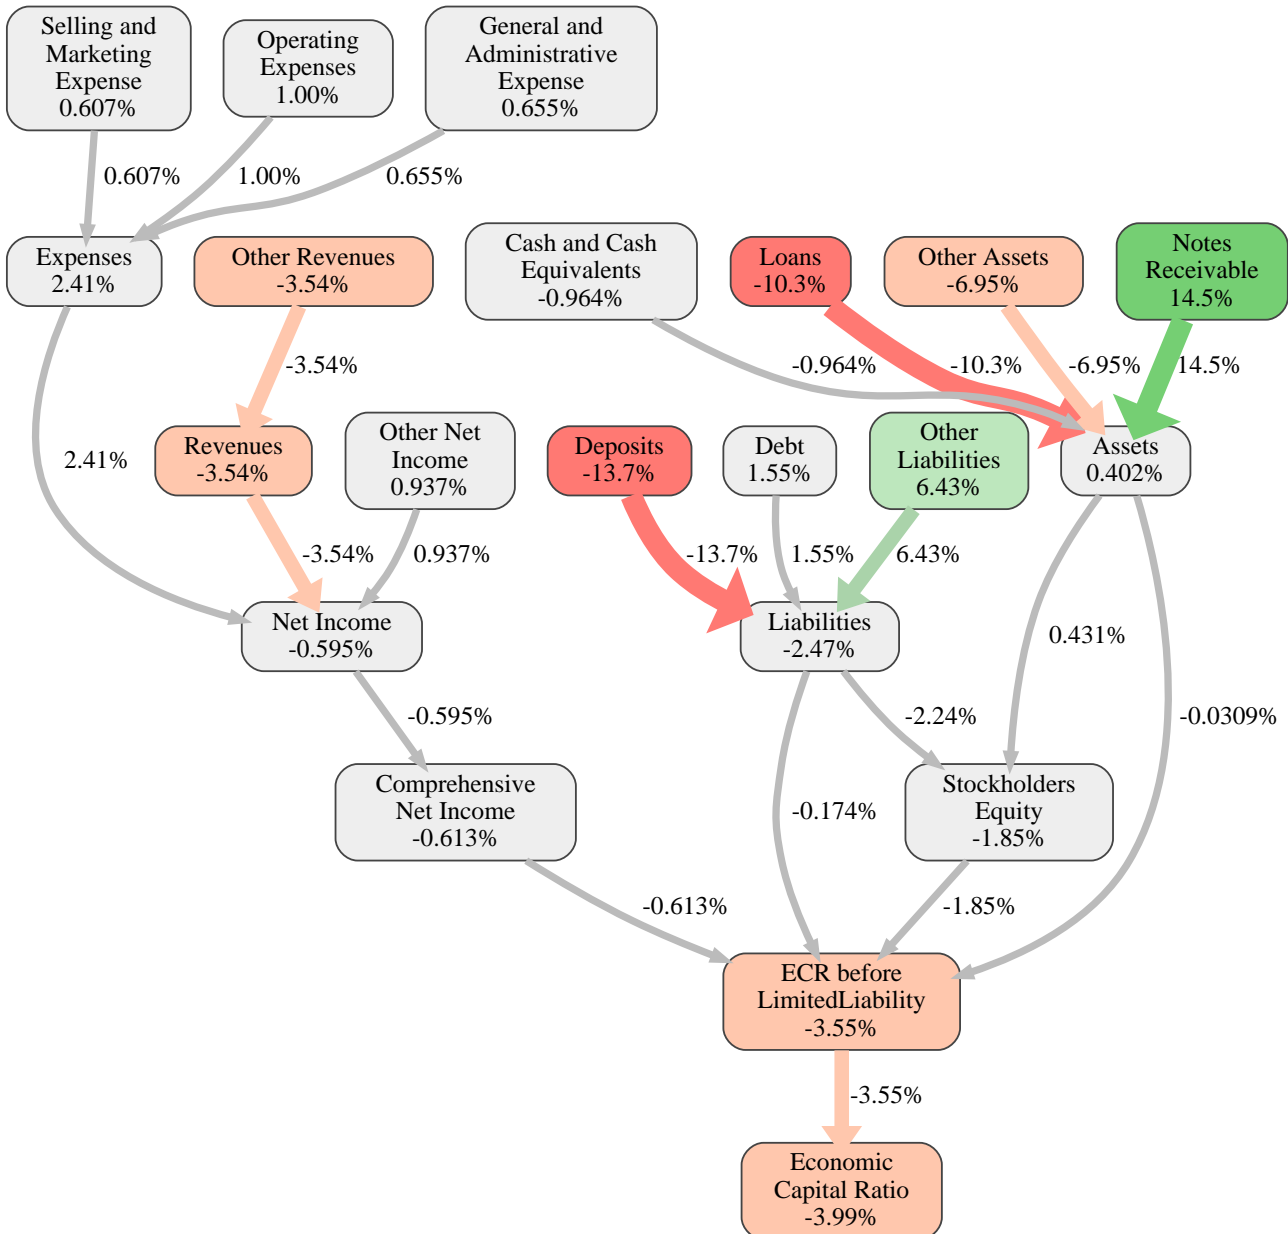 Selling and
Marketing
Expense
0.607%
Operating
Expenses
1.00%
General and
Administrative
Expense
0.655%
0.607%
1.00%
0.655%
Expenses
2.41%
Other Revenues
-3.54%
Cash and Cash
Equivalents
-0.964%
Loans
-10.3%
Other Assets
-6.95%
Notes
Receivable
14.5%
-3.54%
-0.964%
-10.3%
-6.95%
14.5%
2.41%
Revenues
-3.54%
Other Net
Income
0.937%
Deposits
-13.7%
Debt
1.55%
Other
Liabilities
6.43%
Assets
0.402%
-3.54%
0.937%
-13.7%
1.55%
6.43%
Net Income
-0.595%
Liabilities
-2.47%
0.431%
-0.595%
-2.24%
-0.0309%
Comprehensive
Net Income
-0.613%
-0.174%
Stockholders
Equity
-1.85%
-0.613%
-1.85%
ECR before
LimitedLiability
-3.55%
-3.55%
Economic
Capital Ratio
-3.99%